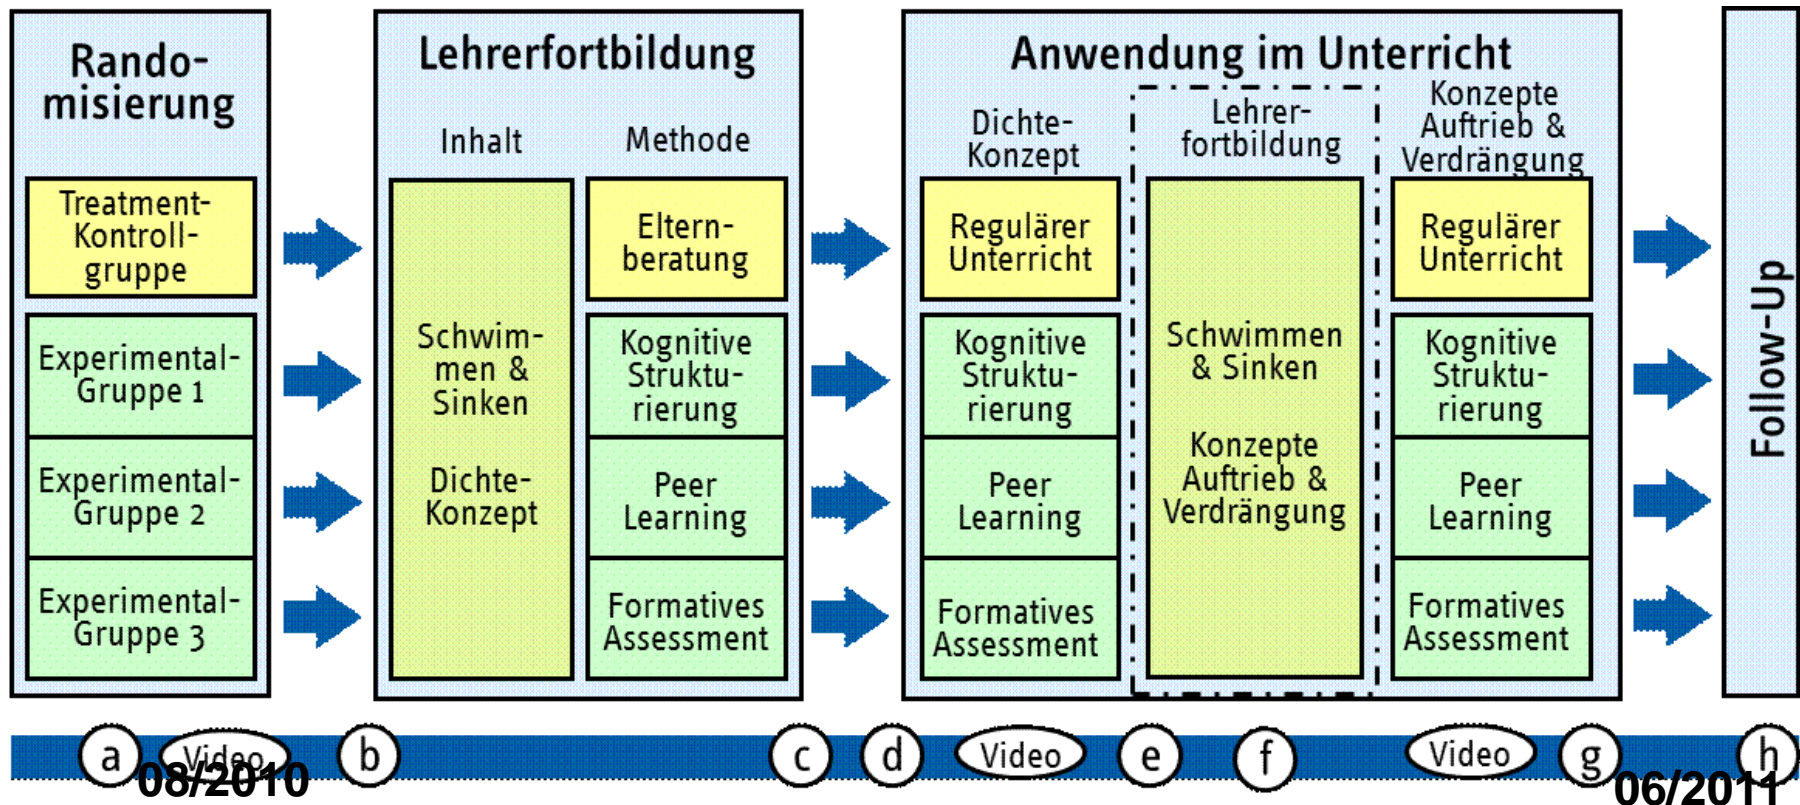 Rando-
misierung
Treatment-
Kontroll-
gruppe
Experimental-
Gruppe 1
Experimental-
Gruppe 2
Experimental-
Gruppe 3
Lehrerfortbildung
Inhalt
Methode
Schwim-
men &
Sinken
Dichte-
Konzept
Eltern-
beratung
Kognitive
Struktu-
rierung
Peer
Learning
Formatives
Assessment
Anwendung im Unterricht
Dichte-
Konzept
Regulärer
Unterricht
Kognitive
Struktu-
rierung
Peer
Learning
Formatives
Assessment
Lehrer-
fortbildung
Schwimmen
& Sinken
Konzepte
Auftrieb &
Verdrängung
Konzepte
Auftrieb &
Verdrängung
Regulärer
Unterricht
Kognitive
Struktu-
rierung
Peer
Learning
Formatives
Assessment
Follow-Up
a Video b c d Video e f Video g h
08/2010 06/2011